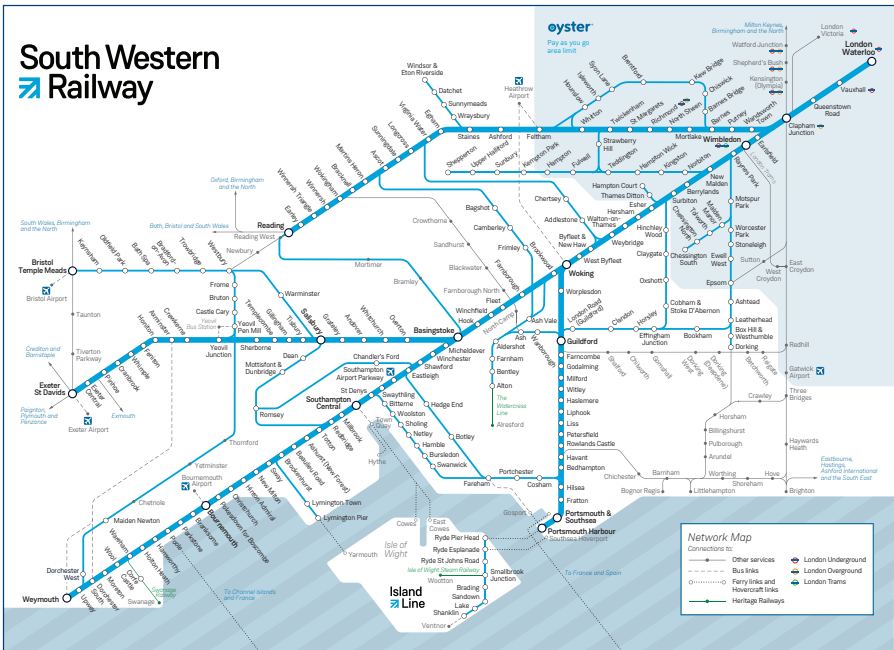 South Western
Railway
oyster
Pay as you go
area limit
Milton Keynes,
Birmingham and the North
London
Victoria
Watford Junction
Shepherd's Bush
Kensington
(Olympia)
London
Waterloo
Vauxhall
Queenstown
Road
Clapham
Junction
Windsor &
Eton Riverside
Datchet
Sunnymeads
Wraysbury
Heathrow
Airport
Hounslow
Isleworth
Syon Lane
Brentford
Kew Bridge
Chiswick
Barnes Bridge
Virginia Water
Egham
Staines
Ashford
Feltham
Whitton
Twickenham
St. Margarets
Richmond
North Sheen
Mortlake
Barnes
Putney
Wandsworth
Town
Wimbledon
Earlsfield
London Trams
Raynes Park
Strawberry
Hill
Shepperton
Upper Halliford
Sunbury
Kempton Park
Hampton
Fulwell
Teddington
Hampton Wick
Kingston
Norbiton
New
Malden
Berrylands
Surbiton
Hampton Court
Thames Ditton
Esher
Hersham
Walton-on-
Thames
Weybridge
Byfleet &
New Haw
West Byfleet
Woking
Chertsey
Addlestone
Motspur
Park
Malden
Manor
Tolworth
Chessington
North
Chessington
South
Worcester
Park
Stoneleigh
Ewell
West
Epsom
Sutton
West
Croydon
East
Croydon
Hinchley
Wood
Claygate
Oxshott
Cobham &
Stoke D'Abernon
Ashtead
Leatherhead
Box Hill &
Westhumble
Dorking
Bookham
Effingham
Junction
Horsley
Clandon
London Road
(Guildford)
Worplesdon
Guildford
Longcross
Sunningdale
Ascot
Martins Heron
Bracknell
Wokingham
Winnersh
Winnersh Triangle
Earley
Reading
Reading West
Oxford, Birmingham
and the North
Bath, Bristol and South Wales
Newbury
South Wales, Birmingham
and the North
Bristol
Temple Meads
Bristol Airport
Keynsham
Oldfield Park
Bath Spa
Bradford-
on-Avon
Trowbridge
Westbury
Frome
Bruton
Castle Cary
Yeovil
Bus Station
Yeovil
Pen Mill
Yeovil
Junction
Warminster
Mortimer
Bramley
Crowthorne
Sandhurst
Blackwater
Farnborough North
North Camp
Bagshot
Camberley
Frimley
Brookwood
Farnborough
Fleet
Winchfield
Hook
Basingstoke
Ash Vale
Ash
Wanborough
Aldershot
Farnham
Bentley
Alton
The
Watercress
Line
Alresford
Taunton
Tiverton
Parkway
Crediton and
Barnstaple
Exeter
St Davids
Exeter
Central
Pinhoe
Cranbrook
Whimple
Feniton
Honiton
Axminster
Crewkerne
Paignton,
Plymouth and
Penzance
Exmouth
Exeter Airport
Sherborne
Templecombe
Gillingham
Tisbury
Salisbury
Grateley
Andover
Whitchurch
Overton
Dean
Mottisfont &
Dunbridge
Romsey
Chandler's Ford
Southampton
Airport Parkway
Micheldever
Winchester
Shawford
Eastleigh
St Denys
Southampton
Central
Swaythling
Bitterne
Woolston
Sholing
Netley
Hamble
Bursledon
Swanwick
Hedge End
Botley
Fareham
Portchester
Cosham
Town
Quay
Hythe
Millbrook
Redbridge
Totton
Ashurst (New Forest)
Beaulieu Road
Brockenhurst
Sway
New Milton
Hinton Admiral
Christchurch
Pokesdown for Boscombe
Bournemouth
Branksome
Parkstone
Poole
Hamworthy
Holton Heath
Wareham
Wool
Moreton
Dorchester
South
Upwey
Weymouth
Dorchester
West
Maiden Newton
Chetnole
Yetminster
Thornford
Bournemouth
Airport
Corfe
Castle
Swanage
Swanage
Railway
Lymington Town
Lymington Pier
Yarmouth
To Channel Islands
and France
Farncombe
Godalming
Milford
Witley
Haslemere
Liphook
Liss
Petersfield
Rowlands Castle
Havant
Bedhampton
Hilsea
Fratton
Portsmouth &
Southsea
Portsmouth Harbour
Southsea Hoverport
Gosport
To France and Spain
Shalford
Chilworth
Gomshall
Dorking
West
Dorking
(Deepdene)
Betchworth
Reigate
Redhill
Gatwick
Airport
Three
Bridges
Crawley
Horsham
Billingshurst
Pulborough
Arundel
Haywards
Heath
Eastbourne,
Hastings,
Ashford International
and the South East
Chichester
Barnham
Worthing
Hove
Shoreham
Bognor Regis
Littlehampton
Brighton
Cowes
East
Cowes
Isle of
Wight
Ryde Pier Head
Ryde Esplanade
Ryde St Johns Road
Isle of Wight Steam Railway
Smallbrook
Junction
Wootton
Brading
Sandown
Lake
Shanklin
Ventnor
Island
Line
Network Map
Connections to:
Other services
Bus links
Ferry links and
Hovercraft links
Heritage Railways
London Underground
London Overground
London Trams